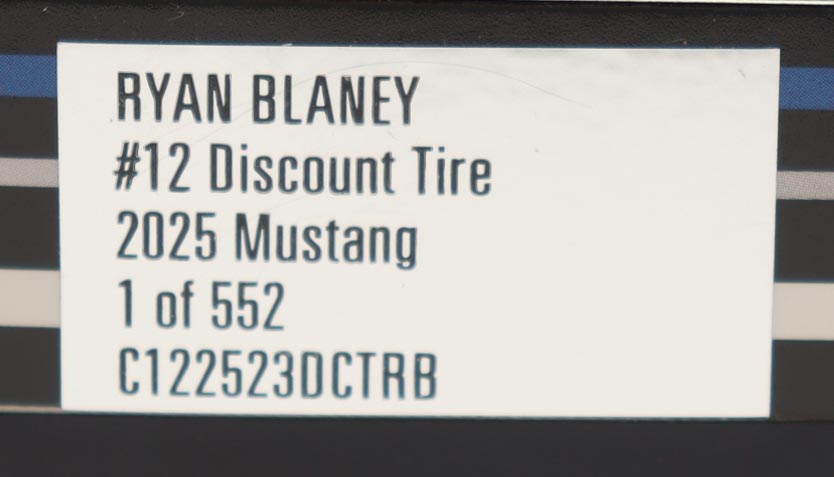 RYAN BLANEY
#12 Discount Tire
2025 Mustang
1 of 552
C122523DCTRB